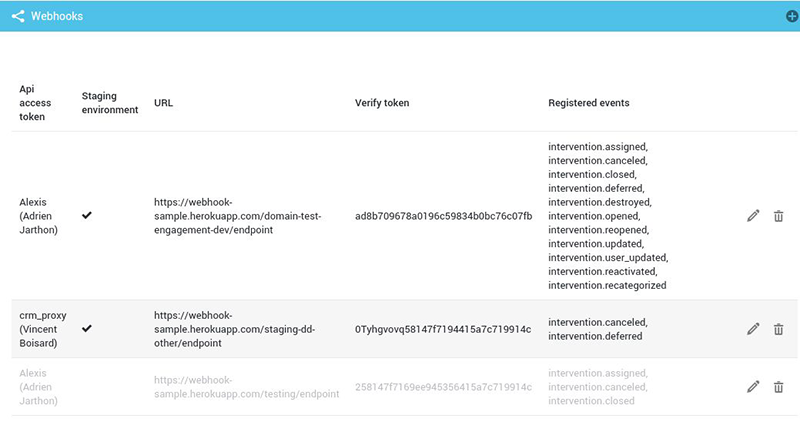 Webhooks
Api
access
token
Staging
environment
URL
Verify token
Registered events
Alexis
(Adrien
Jarthon)
https://webhook-
sample.herokuapp.com/domain-test-
engagement-dev/endpoint
ad8b709678a0196c59834b0bc76c07fb
intervention.assigned,
intervention.canceled,
intervention.closed,
intervention.deferred,
intervention.destroyed,
intervention.opened,
intervention.reopened,
intervention.updated,
intervention.user_updated,
intervention.reactivated,
intervention.recategorized
crm_proxy
(Vincent
Boisard)
https://webhook-
sample.herokuapp.com/staging-dd-
other/endpoint
0Tyhgvovq58147f7194415a7c719914c
intervention.canceled,
intervention.deferred
Alexis
(Adrien
Jarthon)
https://webhook-
sample.herokuapp.com/testing/endpoint
258147f7169ee945356415a7c719914c
intervention.assigned,
intervention.canceled,
intervention.closed